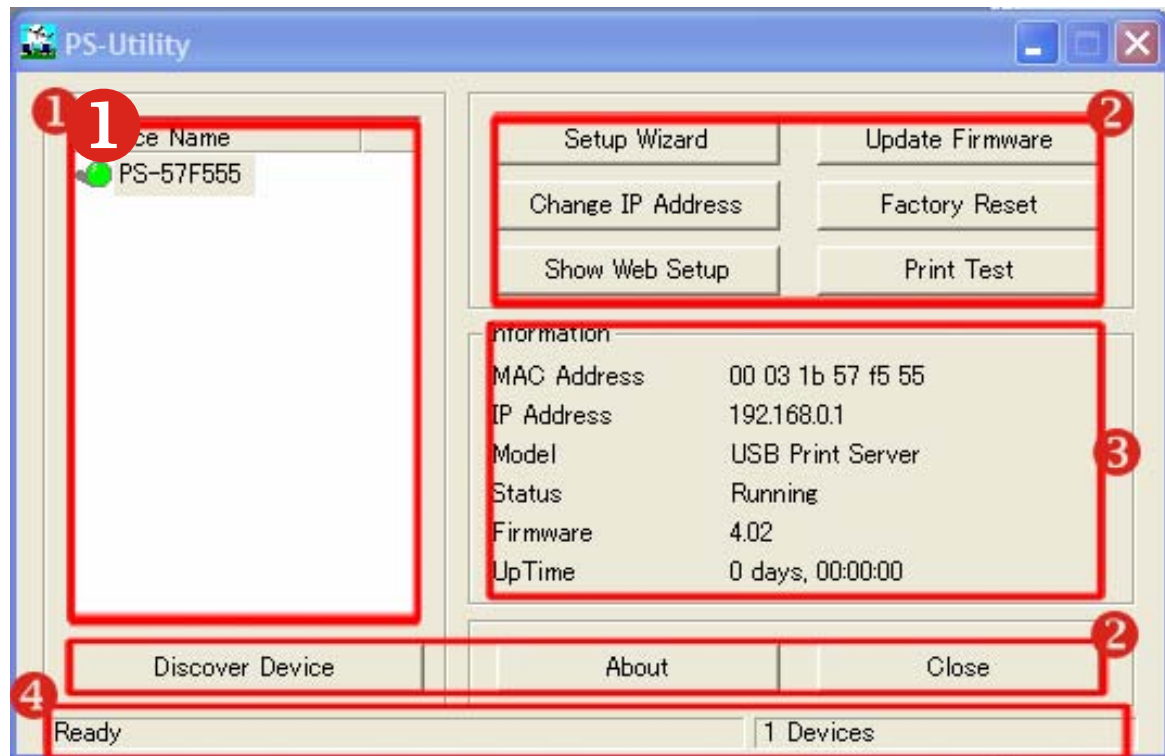 PS-Utility
1
1
ce Name
PS-57F555
2
Setup Wizard
Update Firmware
Change IP Address
Factory Reset
Show Web Setup
Print Test
Information
MAC Address 00 03 1b 57 f5 55
IP Address 192.168.0.1
Model USB Print Server
Status Running
Firmware 4.02
UpTime 0 days, 00:00:00
3
2
Discover Device
About
Close
4
Ready
1 Devices